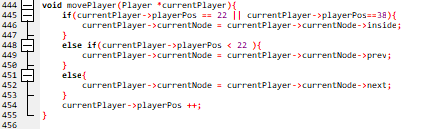 444 void movePlayer(Player *currentPlayer){
445 if(currentPlayer->playerPos == 22 || currentPlayer->playerPos==38){
446 currentPlayer->currentNode = currentPlayer->currentNode->inside;
447 }
448 else if(currentPlayer->playerPos < 22 ){
449 currentPlayer->currentNode = currentPlayer->currentNode->prev;
450 }
451 else{
452 currentPlayer->currentNode = currentPlayer->currentNode->next;
453 }
454 currentPlayer->playerPos ++;
455 }
456